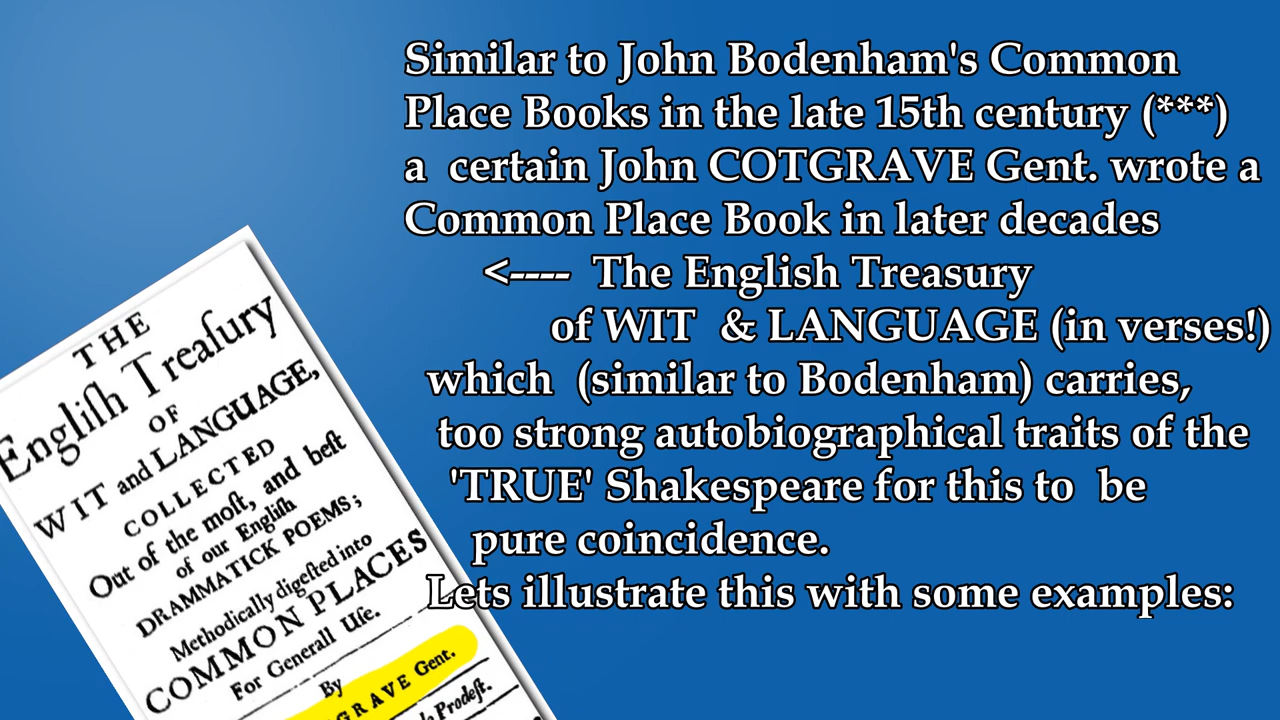 Similar to John Bodenham's Common
Place Books in the late 15th century (***)
a certain John COTGRAVE Gent. wrote a
Common Place Book in later decades
<---- The English Treasury
of WIT & LANGUAGE (in verses!)
which (similar to Bodenham) carries,
too strong autobiographical traits of the
'TRUE' Shakespeare for this to be
pure coincidence.
Lets illustrate this with some examples:
THE
Engliſh Treaſury
OF
WIT and LANGUAGE,
COLLECTED
Out of the moſt, and beſt
of our Engliſh
DRAMMATICK POEMS;
Methodically digeſted into
COMMON PLACES
For Generall Uſe.
By
GRAVE Gent.
Prodeſt.